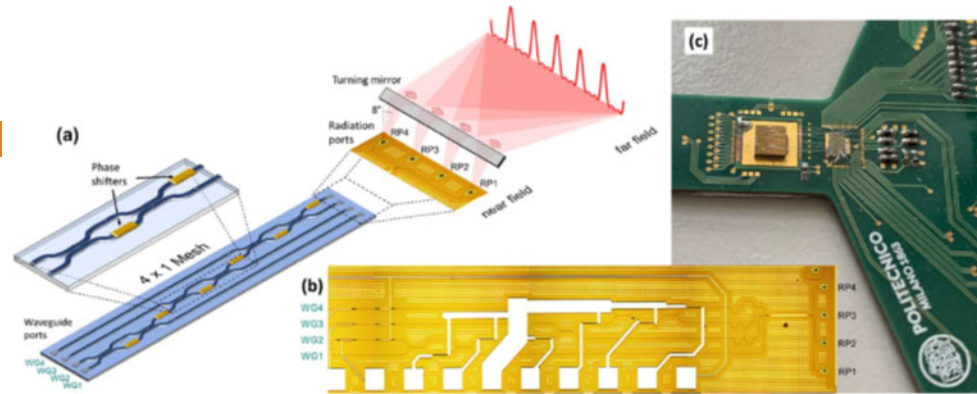 (a)
Phase
shifters
4 x 1 Mesh
Waveguide
ports
WG4
WG3
WG2
WG1
Turning mirror
8°
Radiation
ports
RP4
RP3
RP2
RP1
near field
far field
(b)
WG4
WG3
WG2
WG1
RP4
RP3
RP2
RP1
(c)
POLITECNICO
MILANO 1863